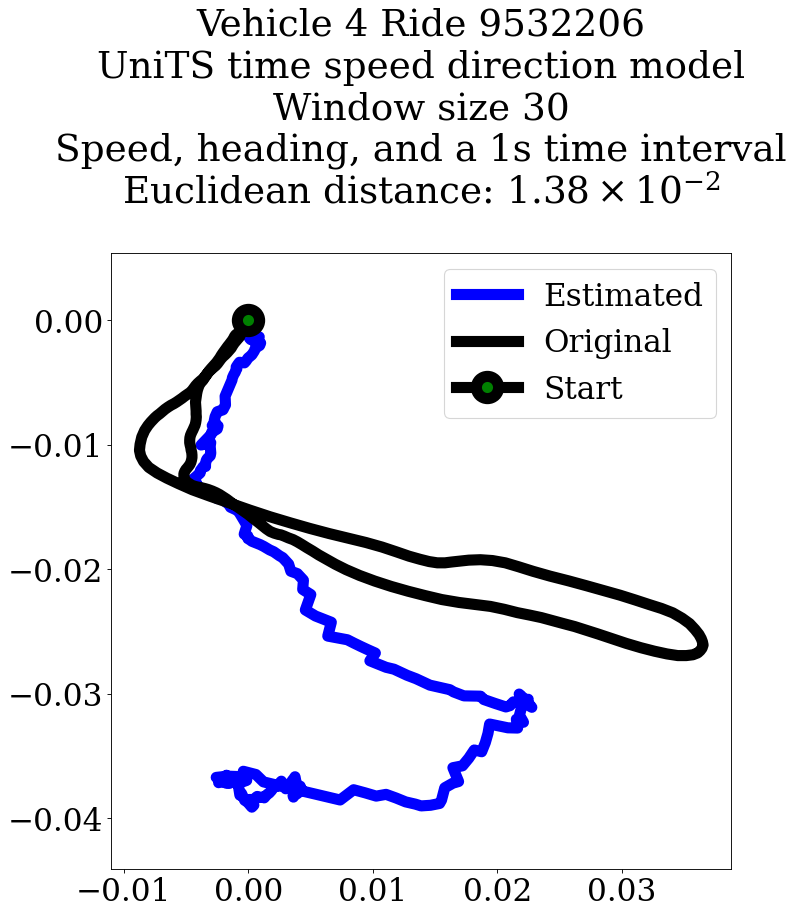 Vehicle 4 Ride 9532206
UniTS time speed direction model
Window size 30
Speed, heading, and a 1s time interval
Euclidean distance: 1.38 × 10⁻²
Estimated
Original
Start
0.00
−0.01
−0.02
−0.03
−0.04
−0.01 0.00 0.01 0.02 0.03